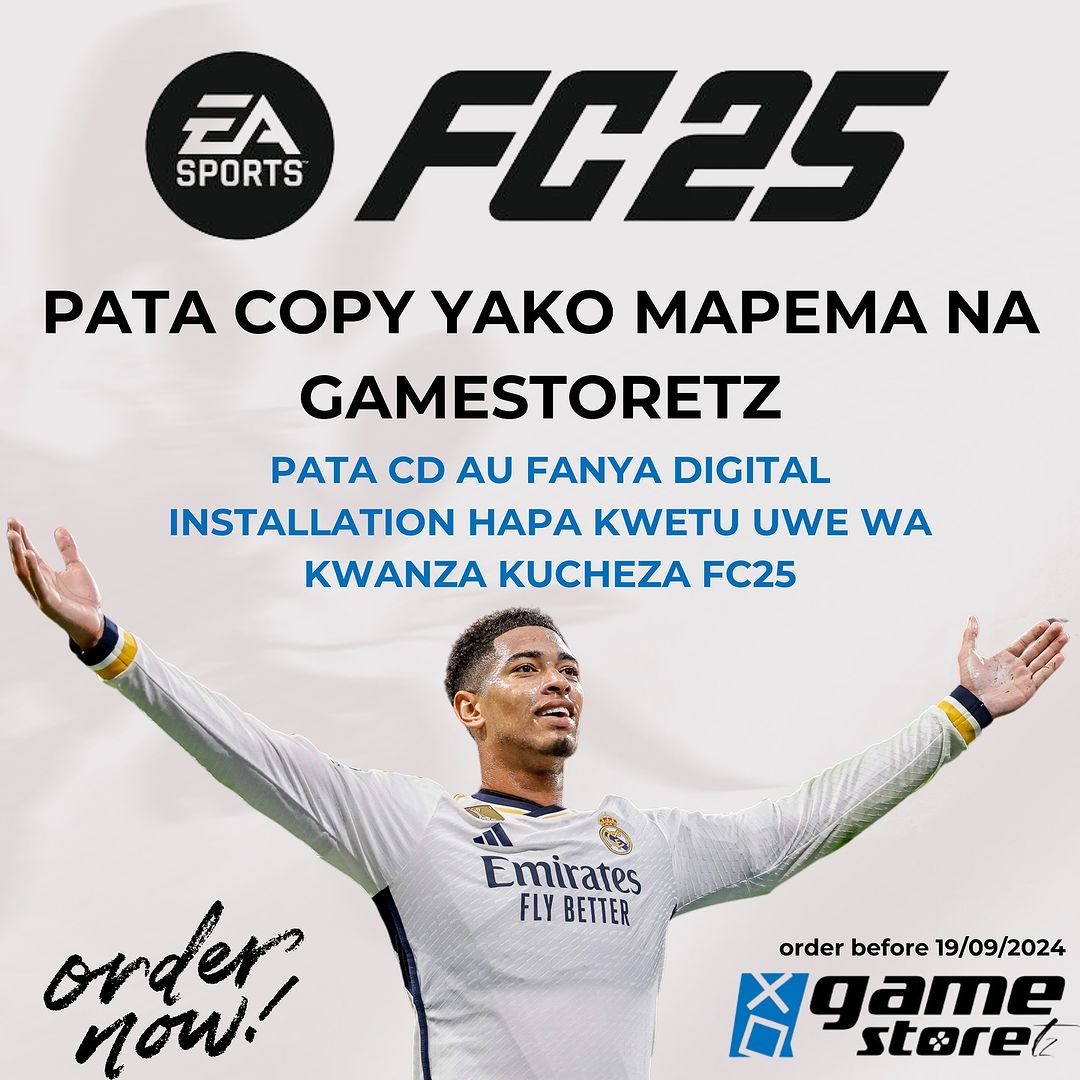 EA
SPORTS™
FC25
PATA COPY YAKO MAPEMA NA
GAMESTORETZ
PATA CD AU FANYA DIGITAL
INSTALLATION HAPA KWETU UWE WA
KWANZA KUCHEZA FC25
Emirates
FLY BETTER
order
now!
order before 19/09/2024
game
store tz